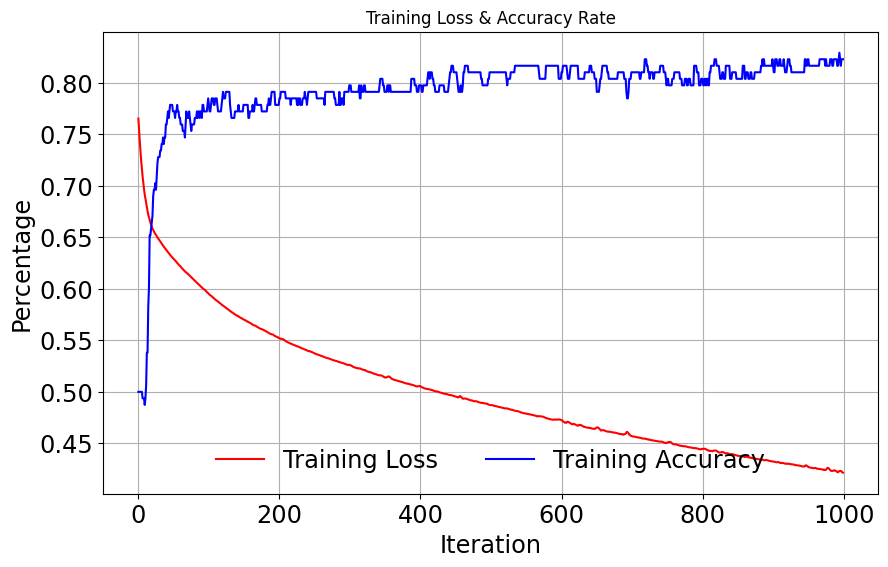 Training Loss & Accuracy Rate
0.80
0.75
0.70
0.65
0.60
0.55
0.50
0.45
Percentage
Training Loss Training Accuracy
0 200 400 600 800 1000
Iteration